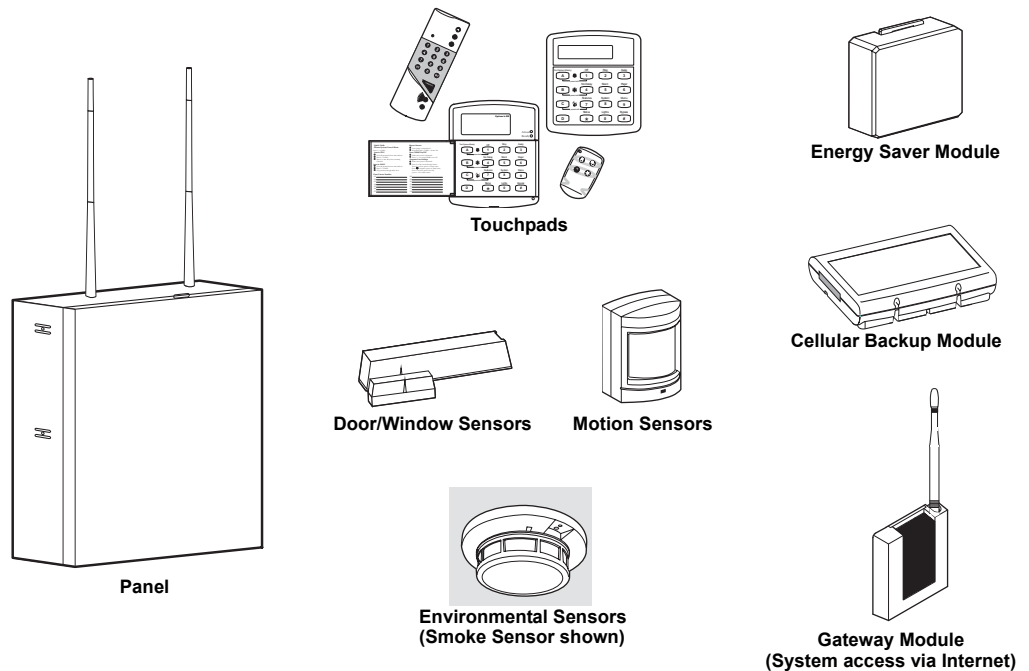 Touchpads
Energy Saver Module
Cellular Backup Module
Door/Window Sensors
Motion Sensors
Panel
Environmental Sensors
(Smoke Sensor shown)
Gateway Module
(System access via Internet)